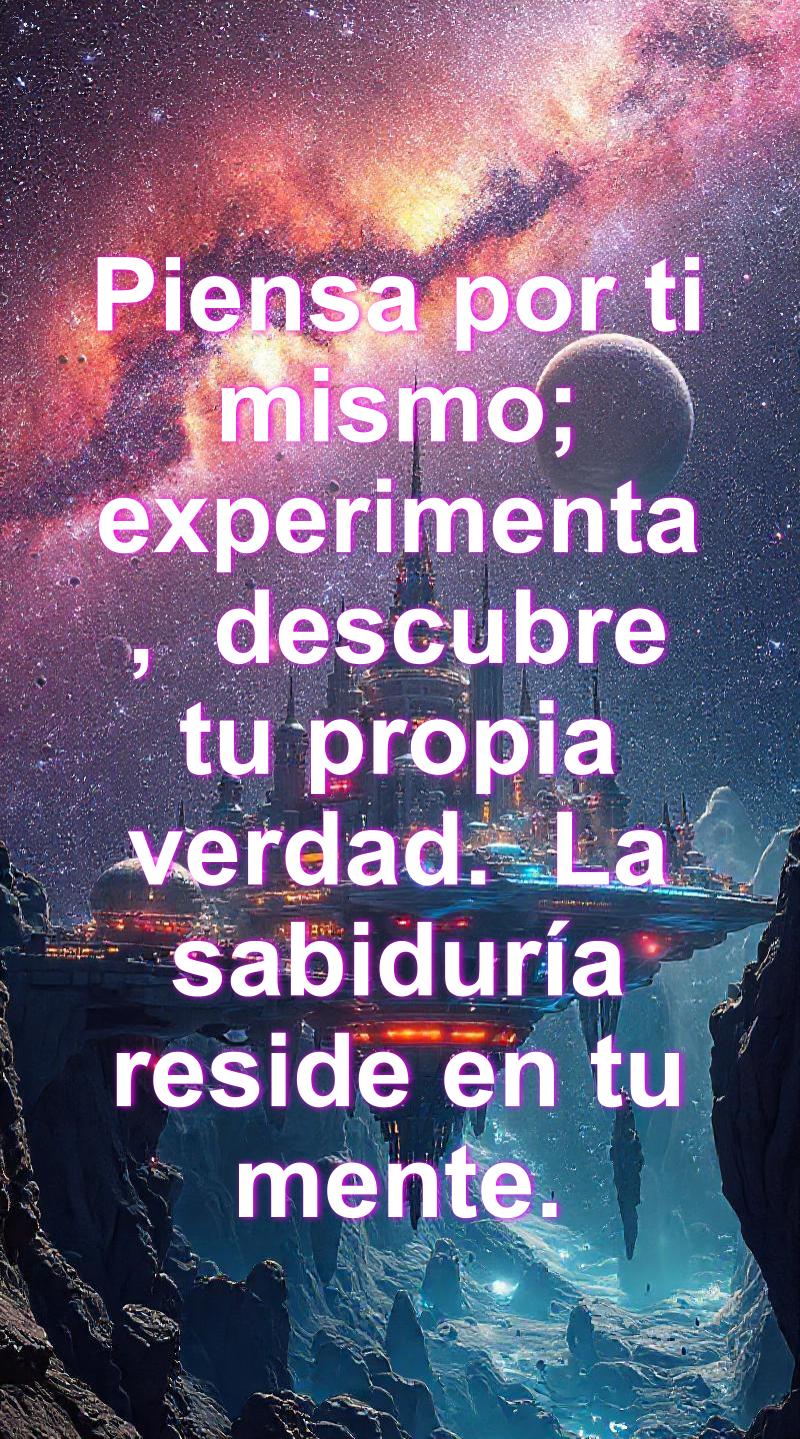 Piensa por ti
mismo;
experimenta
, descubre
tu propia
verdad. La
sabiduría
reside en tu
mente.